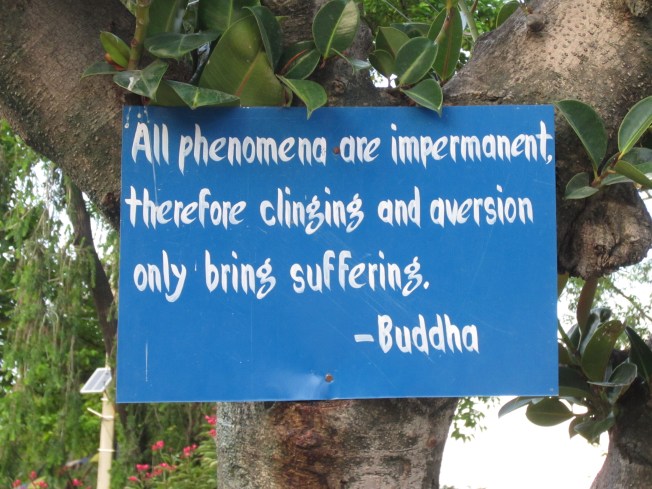 All phenomena are impermanent,
therefore clinging and aversion
only bring suffering.
-Buddha